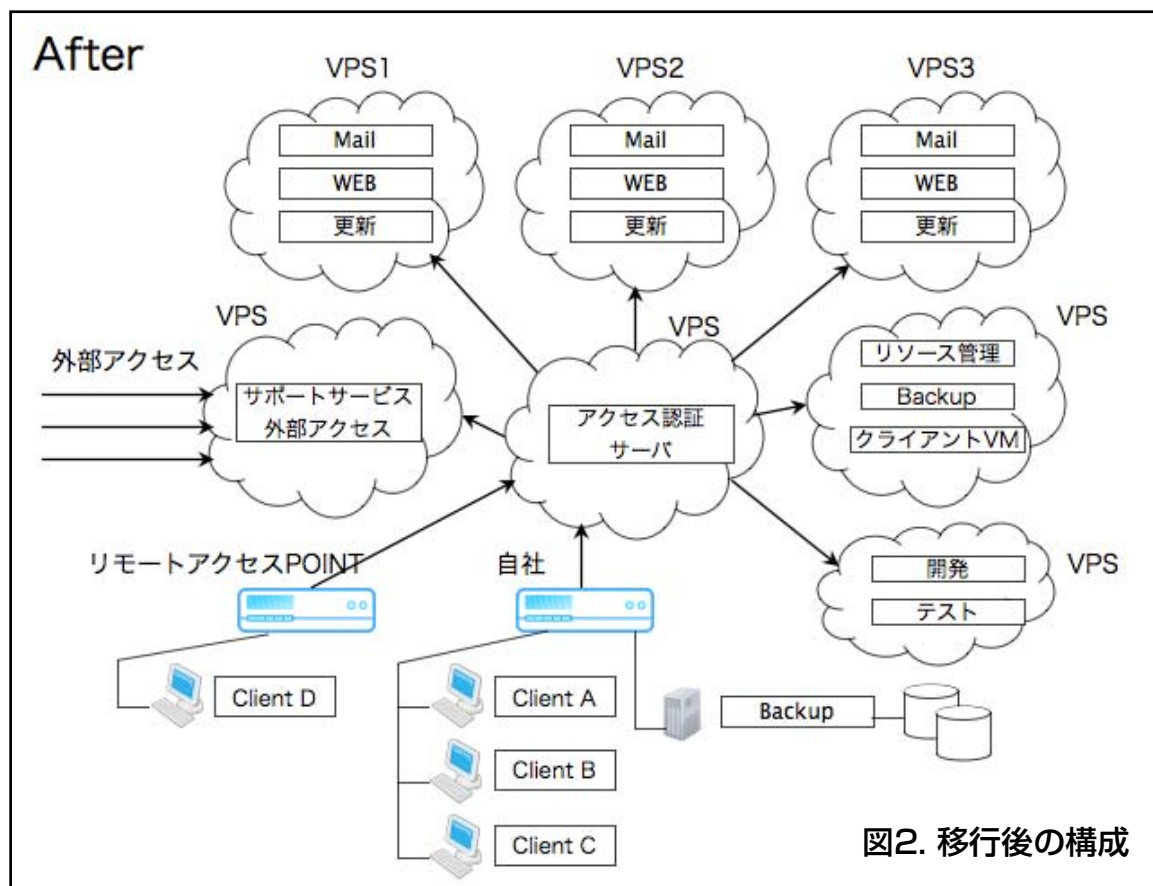 After
VPS1
VPS2
VPS3
Mail
WEB
更新
Mail
WEB
更新
Mail
WEB
更新
VPS
VPS
VPS
外部アクセス
サポートサービス
外部アクセス
アクセス認証
サーバ
リソース管理
Backup
クライアントVM
リモートアクセスPOINT
自社
開発
テスト
VPS
Client D
Client A
Client B
Client C
Backup
図2. 移行後の構成